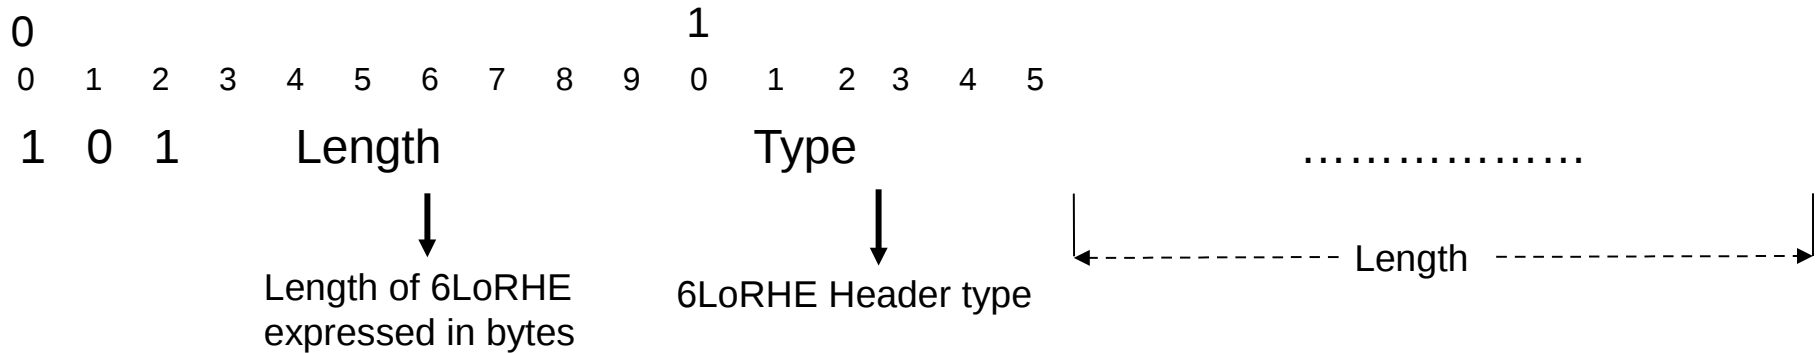 0 1
0 1 2 3 4 5 6 7 8 9 0 1 2 3 4 5
1 0 1 Length Type ………………
Length
Length of 6LoRHE
expressed in bytes
6LoRHE Header type